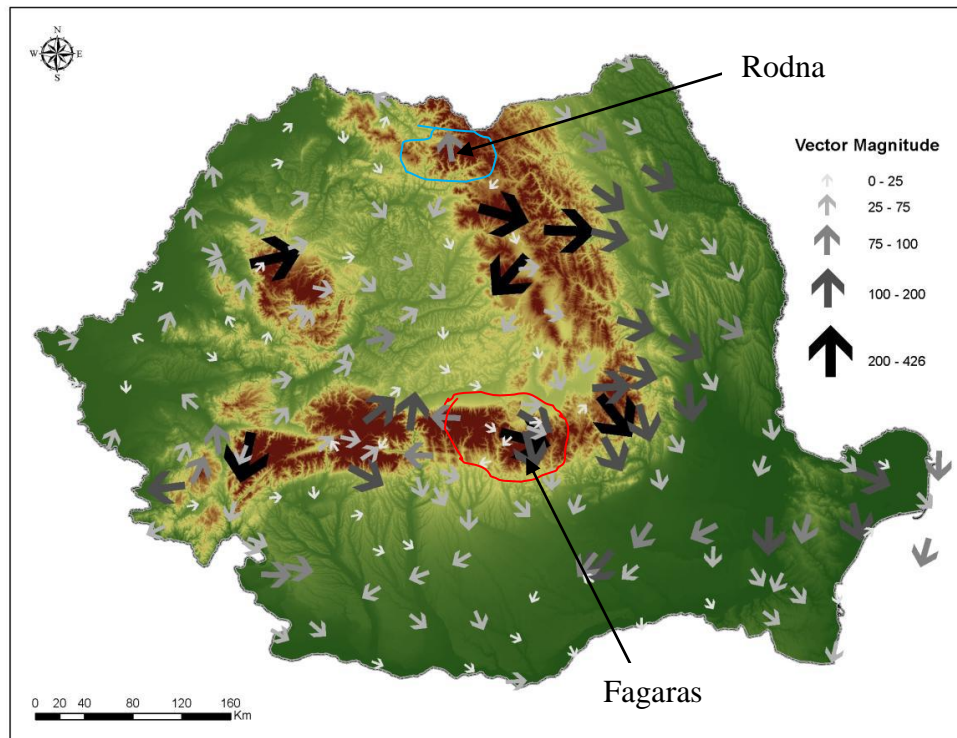 N
W E
S
Rodna
Vector Magnitude
0 - 25
25 - 75
75 - 100
100 - 200
200 - 426
Fagaras
0 20 40 80 120 160
Km